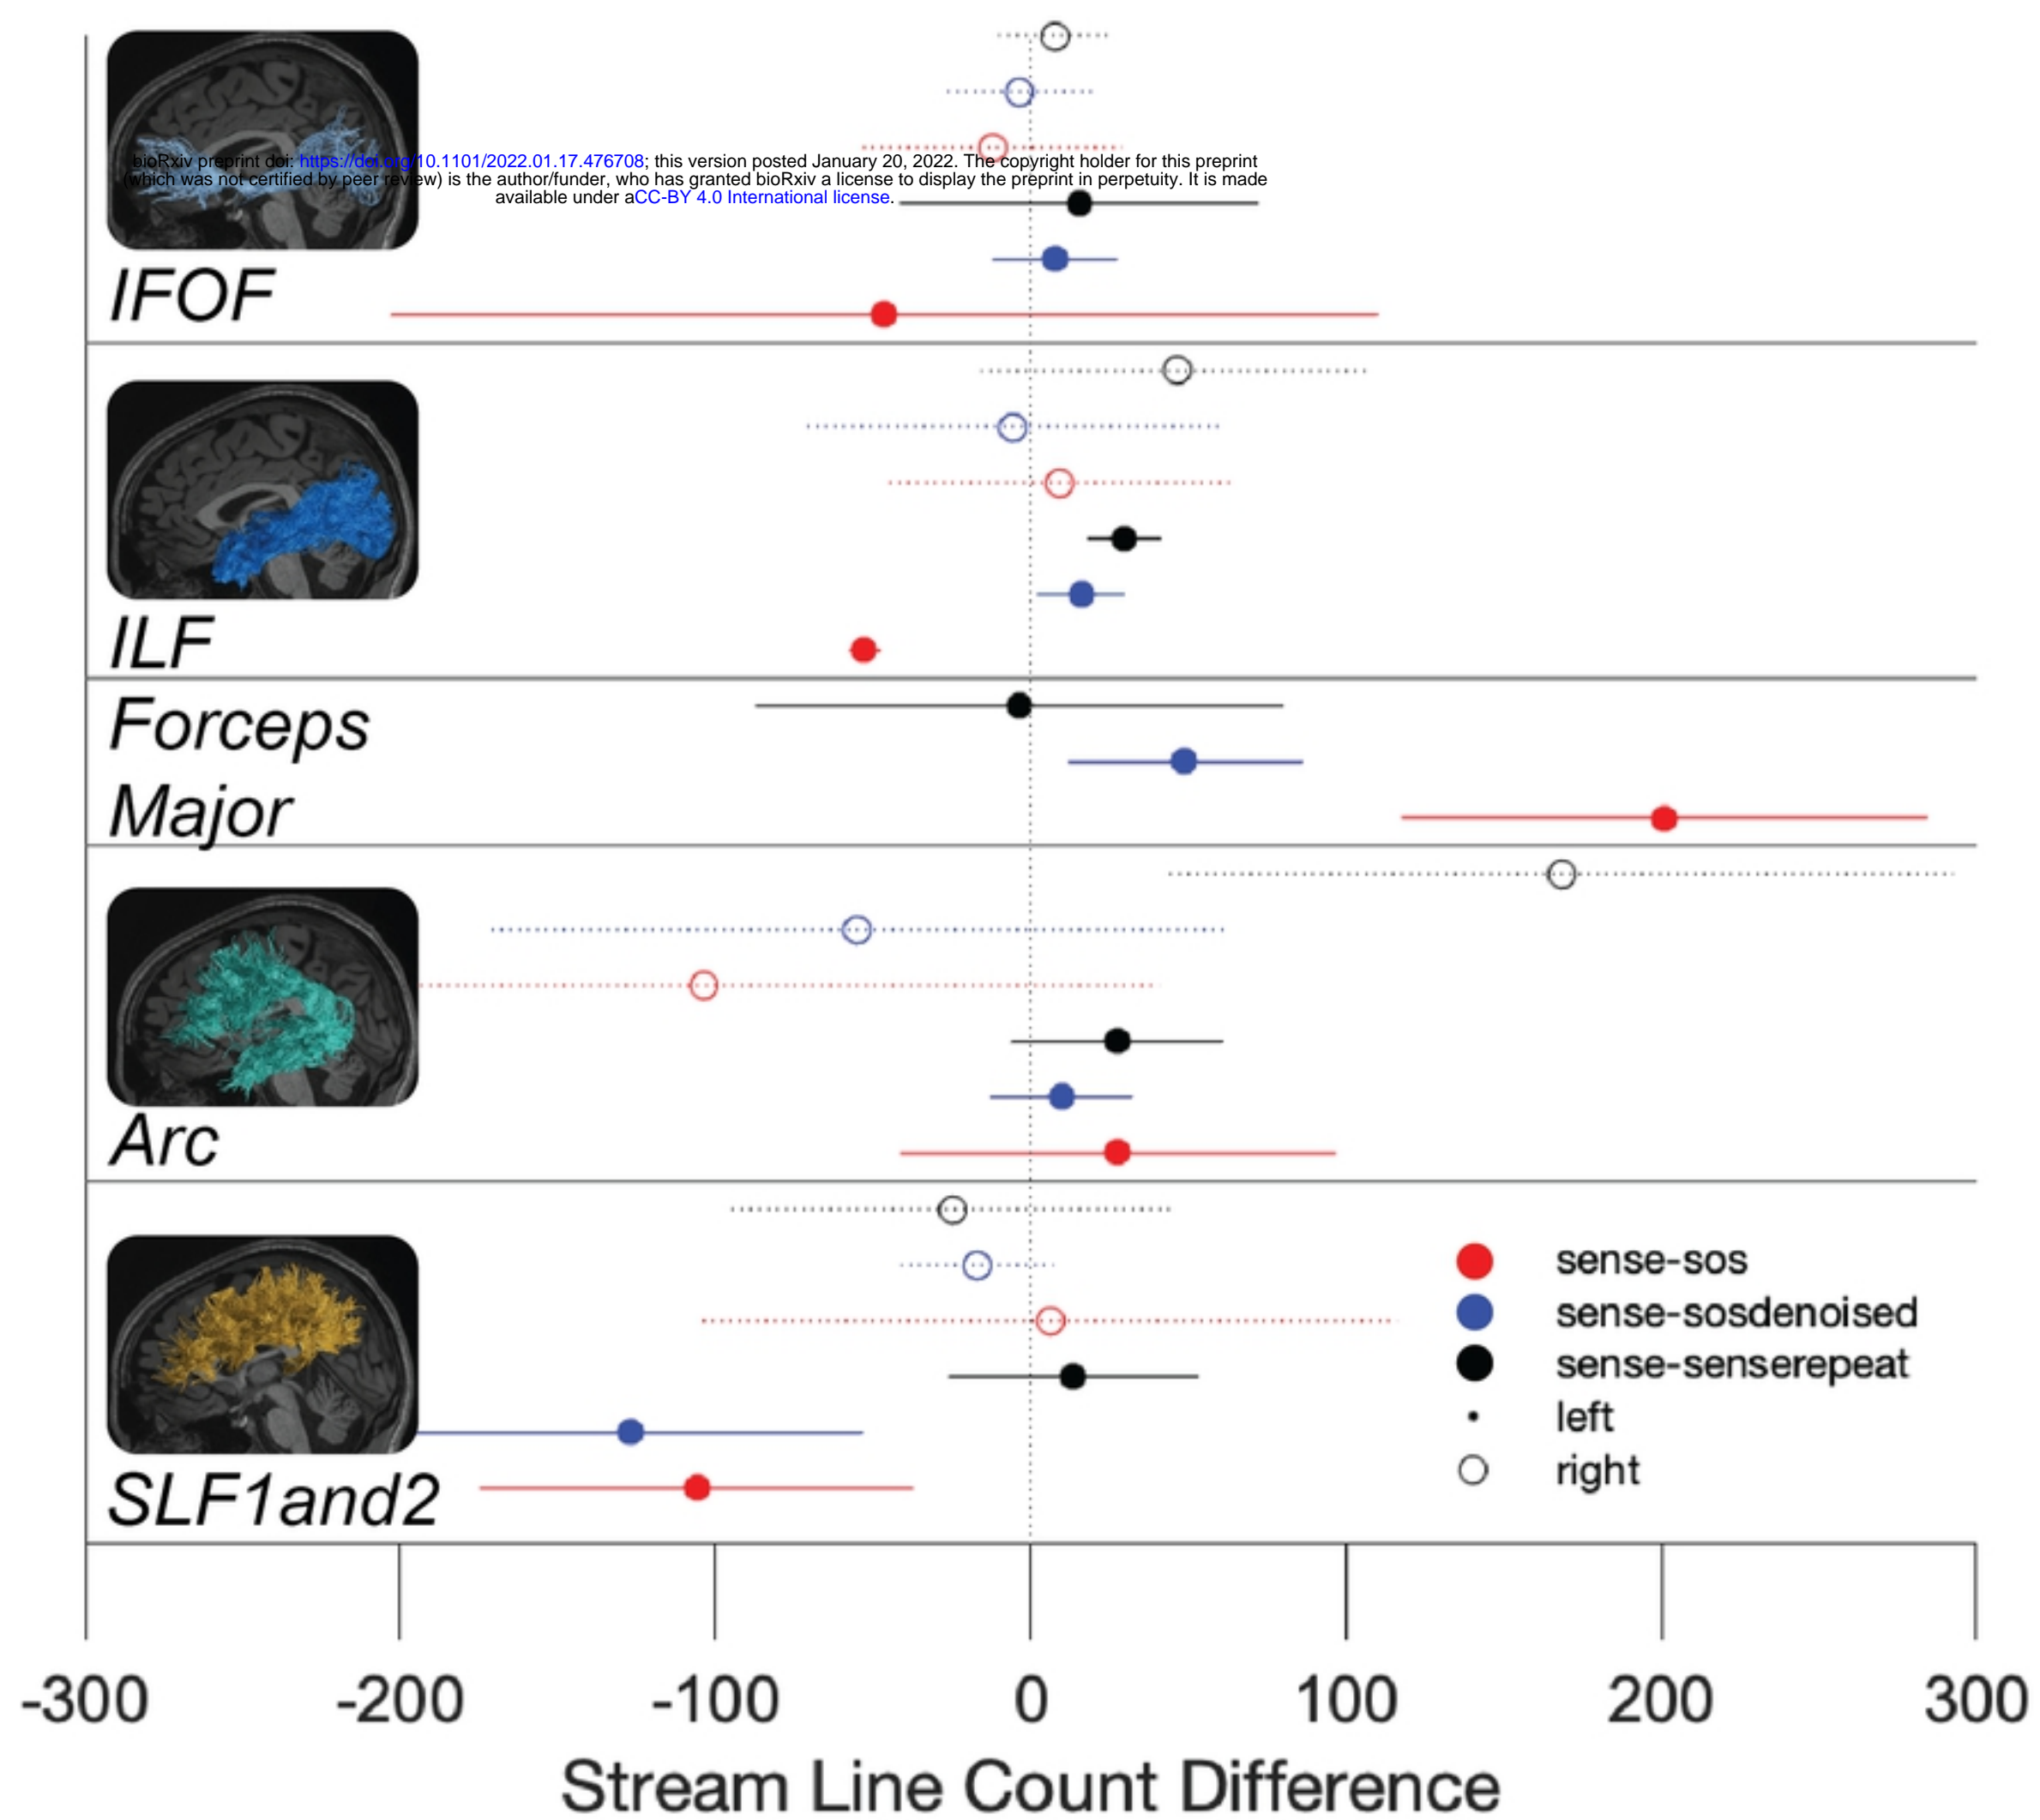 bioRxiv preprint doi: https://doi.org/10.1101/2022.01.17.476708; this version posted January 20, 2022. The copyright holder for this preprint
(which was not certified by peer review) is the author/funder, who has granted bioRxiv a license to display the preprint in perpetuity. It is made
available under aCC-BY 4.0 International license.
IFOF
ILF
Forceps
Major
Arc
SLF1and2
sense-sos
sense-sosdenoised
sense-senserepeat
left
right
-300 -200 -100 0 100 200 300
Stream Line Count Difference